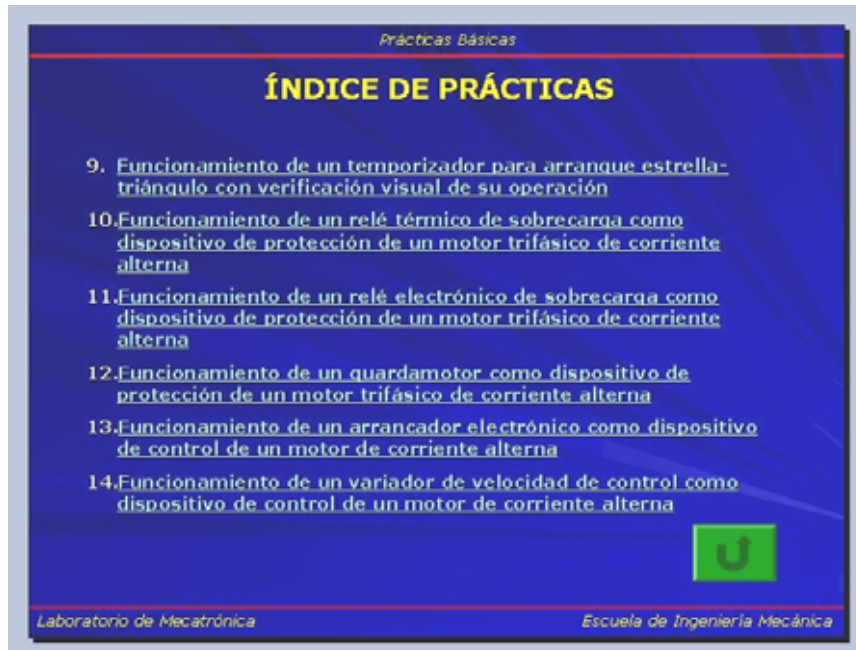 Prácticas Básicas
ÍNDICE DE PRÁCTICAS
9. Funcionamiento de un temporizador para arranque estrella-
triángulo con verificación visual de su operación
10.Funcionamiento de un relé térmico de sobrecarga como
dispositivo de protección de un motor trifásico de corriente
alterna
11.Funcionamiento de un relé electrónico de sobrecarga como
dispositivo de protección de un motor trifásico de corriente
alterna
12.Funcionamiento de un guardamotor como dispositivo de
protección de un motor trifásico de corriente alterna
13.Funcionamiento de un arrancador electrónico como dispositivo
de control de un motor de corriente alterna
14.Funcionamiento de un variador de velocidad de control como
dispositivo de control de un motor de corriente alterna
Laboratorio de Mecatrónica
Escuela de Ingeniería Mecánica